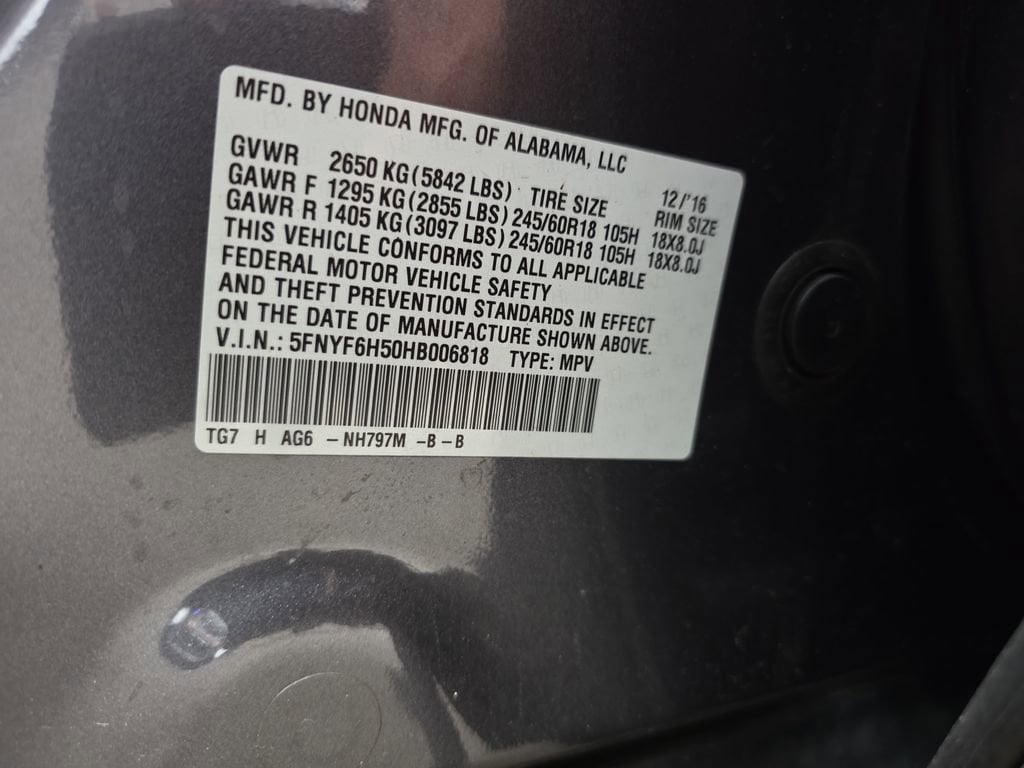 MFD. BY HONDA MFG. OF ALABAMA, LLC
GVWR 2650 KG (5842 LBS) TIRE SIZE 12/'16 RIM SIZE
GAWR F 1295 KG (2855 LBS) 245/60R18 105H 18X8.0J
GAWR R 1405 KG (3097 LBS) 245/60R18 105H 18X8.0J
THIS VEHICLE CONFORMS TO ALL APPLICABLE
FEDERAL MOTOR VEHICLE SAFETY
AND THEFT PREVENTION STANDARDS IN EFFECT
ON THE DATE OF MANUFACTURE SHOWN ABOVE.
V.I.N.: 5FNYF6H50HB006818 TYPE: MPV
TG7 H AG6 -NH797M -B-B